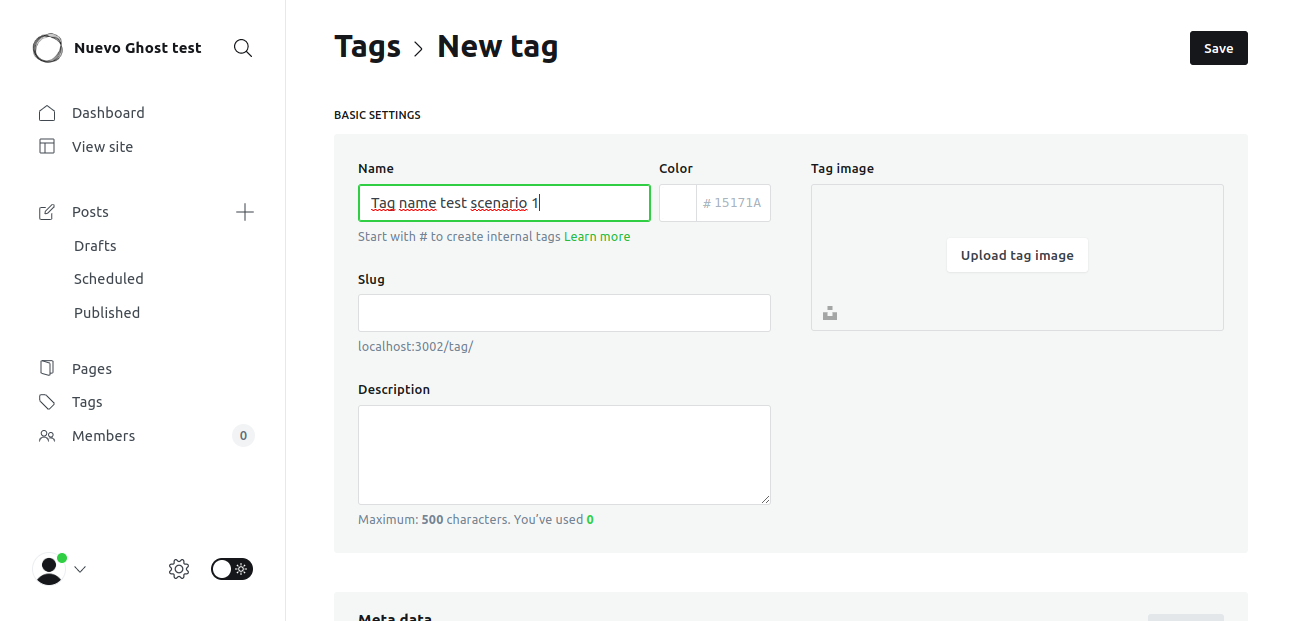 Nuevo Ghost test
Dashboard
View site
Posts
Drafts
Scheduled
Published
Pages
Tags
Members 0
Tags > New tag
Save
BASIC SETTINGS
Name
Tag name test scenario 1
Start with # to create internal tags Learn more
Color
# 15171A
Slug
localhost:3002/tag/
Description
Maximum: 500 characters. You've used 0
Tag image
Upload tag image
Meta data